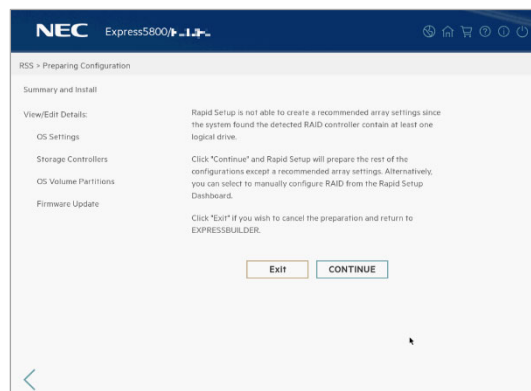 NEC Express5800/
RSS > Preparing Configuration
Summary and Install
View/Edit Details:
OS Settings
Storage Controllers
OS Volume Partitions
Firmware Update
Rapid Setup is not able to create a recommended array settings since
the system found the detected RAID controller contain at least one
logical drive.
Click "Continue" and Rapid Setup will prepare the rest of the
configurations except a recommended array settings. Alternatively,
you can select to manually configure RAID from the Rapid Setup
Dashboard.
Click "Exit" if you wish to cancel the preparation and return to
EXPRESSBUILDER.
Exit
CONTINUE